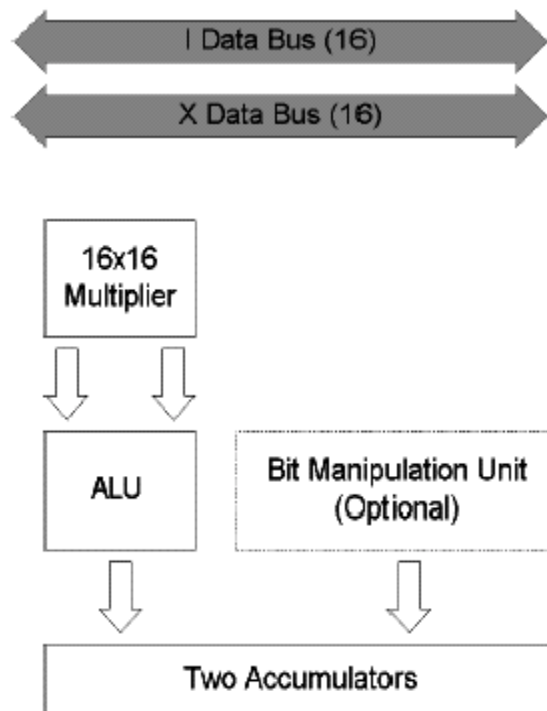 I Data Bus (16)
X Data Bus (16)
16x16
Multiplier
ALU
Bit Manipulation Unit
(Optional)
Two Accumulators